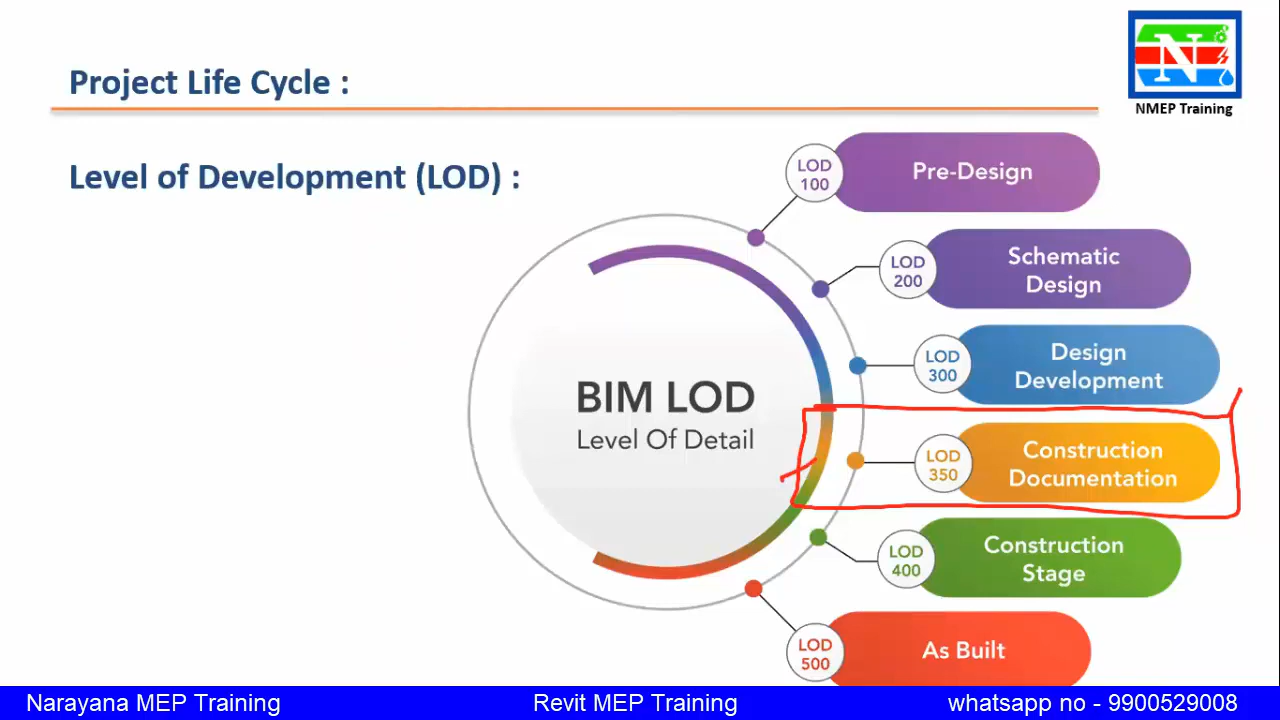 Project Life Cycle :
N
NMEP Training
Level of Development (LOD) :
LOD
100
Pre-Design
LOD
200
Schematic
Design
LOD
300
Design
Development
BIM LOD
Level Of Detail
LOD
350
Construction
Documentation
LOD
400
Construction
Stage
LOD
500
As Built
Narayana MEP Training
Revit MEP Training
whatsapp no - 9900529008